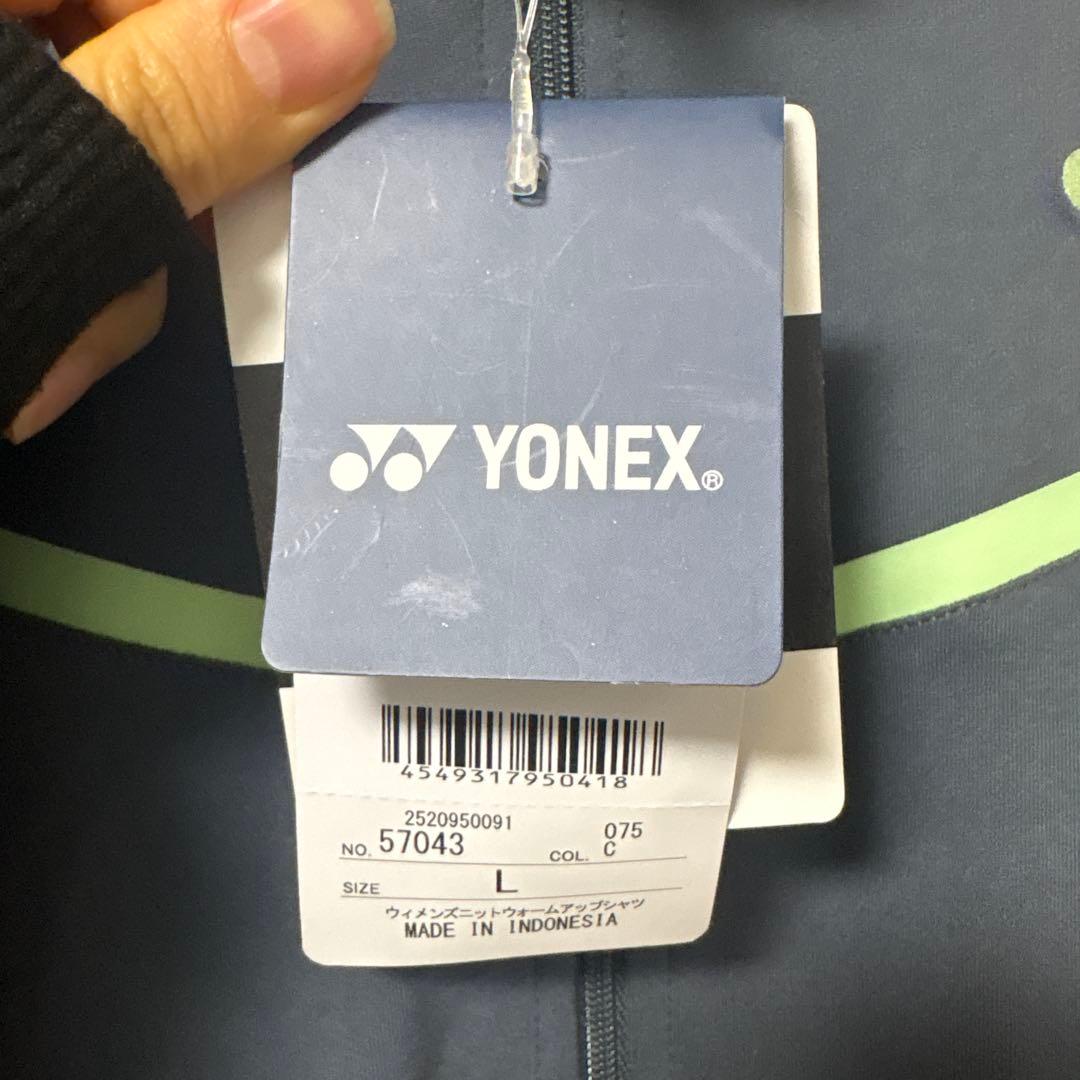 YONEX®
4549317950418
2520950091
NO. 57043 COL. 075 C
SIZE L
ウィメンズニットウォームアップシャツ
MADE IN INDONESIA